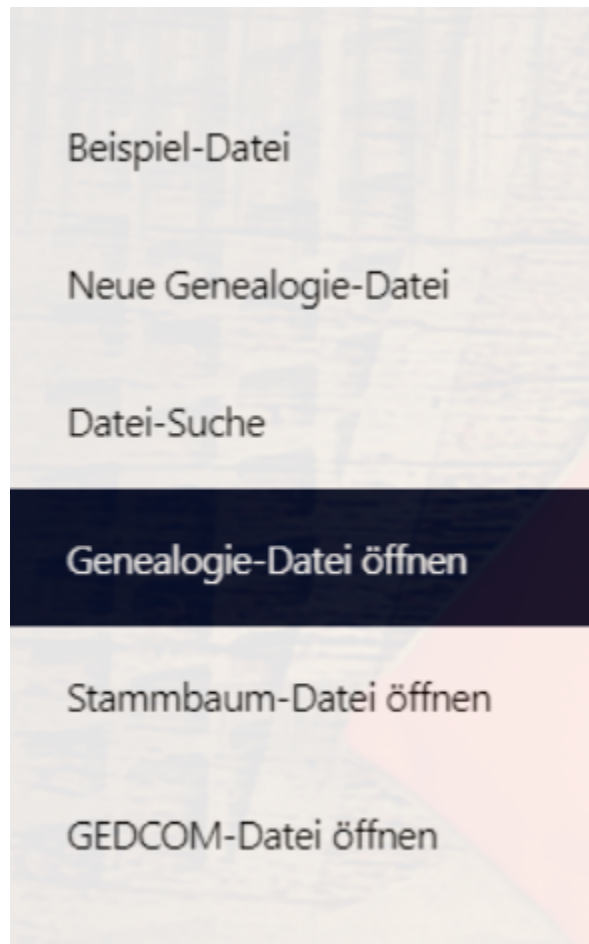 Beispiel-Datei
Neue Genealogie-Datei
Datei-Suche
Genealogie-Datei öffnen
Stammbaum-Datei öffnen
GEDCOM-Datei öffnen